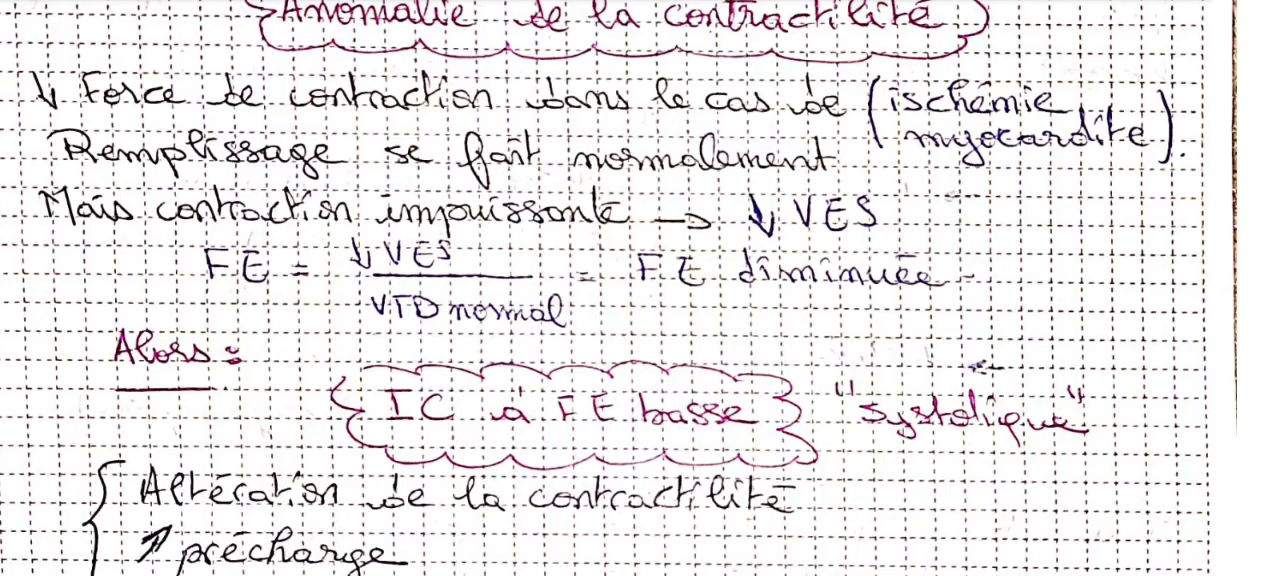 Anomalie de la contractilité
↓ Force de contraction dans le cas de (ischémie
myocardite).
Remplissage se fait normalement
Mais contraction impuissante → ↓ VES
FE = ↓ VES / VTD normal = FE diminuée
Alors :
IC à FE basse "systolique"
Altération de la contractilité
↗ précharge